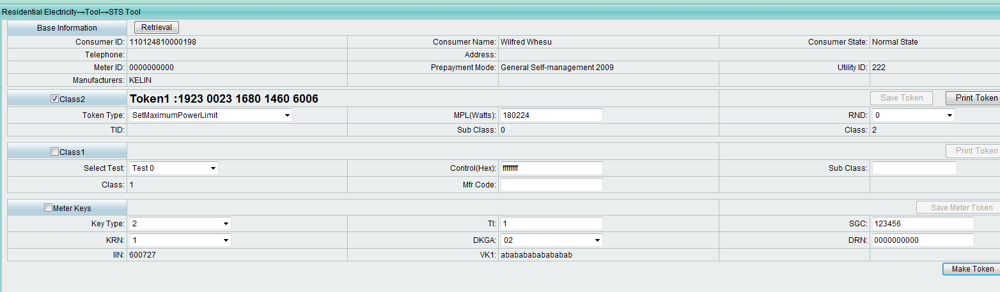 Residential Electricity→Tool→STS Tool
Base Information Retrieval
Consumer ID: 110124810000198 Consumer Name: Wilfred Whesu Consumer State: Normal State
Telephone: Address:
Meter ID: 0000000000 Prepayment Mode: General Self-management 2009 Utility ID: 222
Manufacturers: KELIN
Class2 Token1 :1923 0023 1680 1460 6006 Save Token Print Token
Token Type: SetMaximumPowerLimit MPL(Watts): 180224 RND: 0
TID: Sub Class: 0 Class: 2
Class1 Print Token
Select Test: Test 0 Control(Hex): ffffffff Sub Class:
Class: 1 Mfr Code:
Meter Keys Save Meter Token
Key Type: 2 TI: 1 SGC: 123456
KRN: 1 DKGA: 02 DRN: 0000000000
IIN: 600727 VK1: abababababababab
Make Token